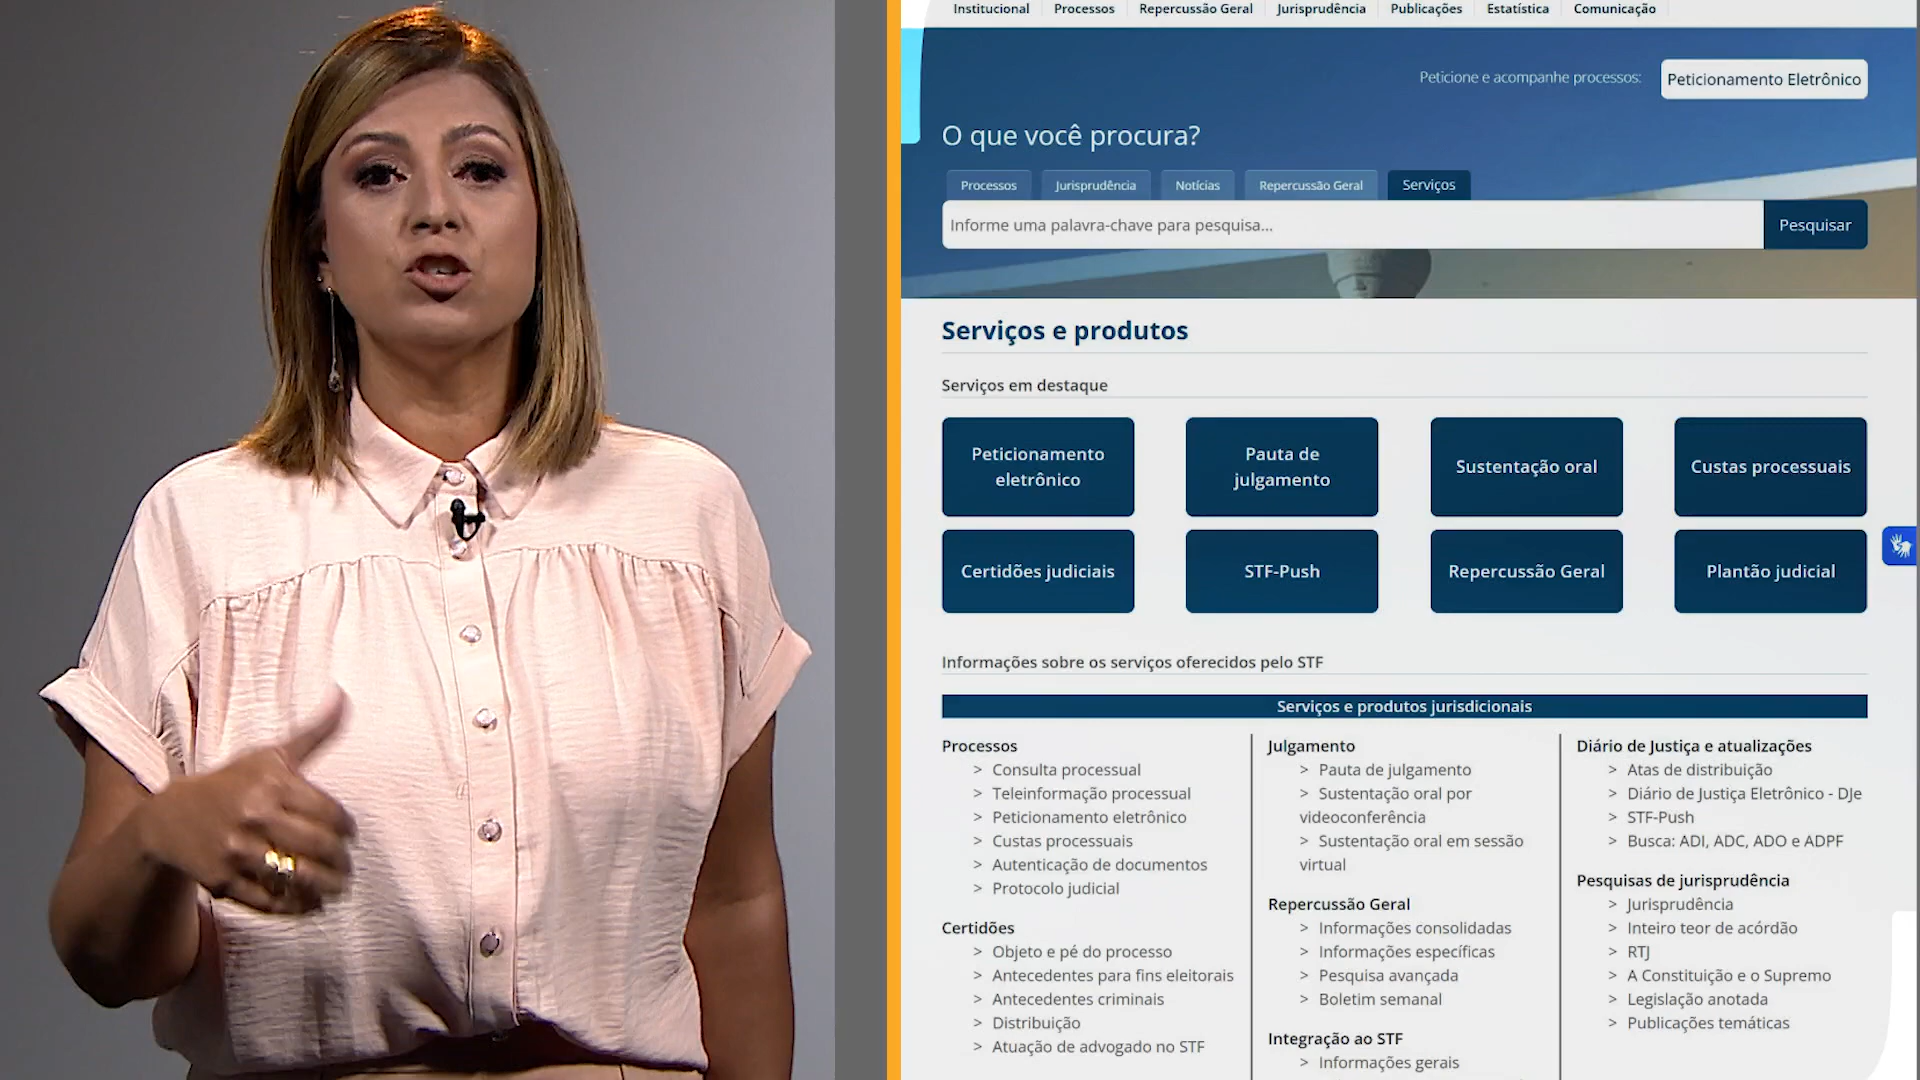 Institucional
Processos
Repercussão Geral
Jurisprudência
Publicações
Estatística
Comunicação
Peticione e acompanhe processos:
Peticionamento Eletrônico
O que você procura?
Processos
Jurisprudência
Notícias
Repercussão Geral
Serviços
Informe uma palavra-chave para pesquisa...
Pesquisar
Serviços e produtos
Serviços em destaque
Peticionamento
eletrônico
Pauta de
julgamento
Sustentação oral
Custas processuais
Certidões judiciais
STF-Push
Repercussão Geral
Plantão judicial
Informações sobre os serviços oferecidos pelo STF
Serviços e produtos jurisdicionais
Processos
> Consulta processual
> Teleinformação processual
> Peticionamento eletrônico
> Custas processuais
> Autenticação de documentos
> Protocolo judicial
Certidões
> Objeto e pé do processo
> Antecedentes para fins eleitorais
> Antecedentes criminais
> Distribuição
> Atuação de advogado no STF
Julgamento
> Pauta de julgamento
> Sustentação oral por
videoconferência
> Sustentação oral em sessão
virtual
Repercussão Geral
> Informações consolidadas
> Informações específicas
> Pesquisa avançada
> Boletim semanal
Integração ao STF
> Informações gerais
Diário de Justiça e atualizações
> Atas de distribuição
> Diário de Justiça Eletrônico - DJe
> STF-Push
> Busca: ADI, ADC, ADO e ADPF
Pesquisas de jurisprudência
> Jurisprudência
> Inteiro teor de acórdão
> RTJ
> A Constituição e o Supremo
> Legislação anotada
> Publicações temáticas